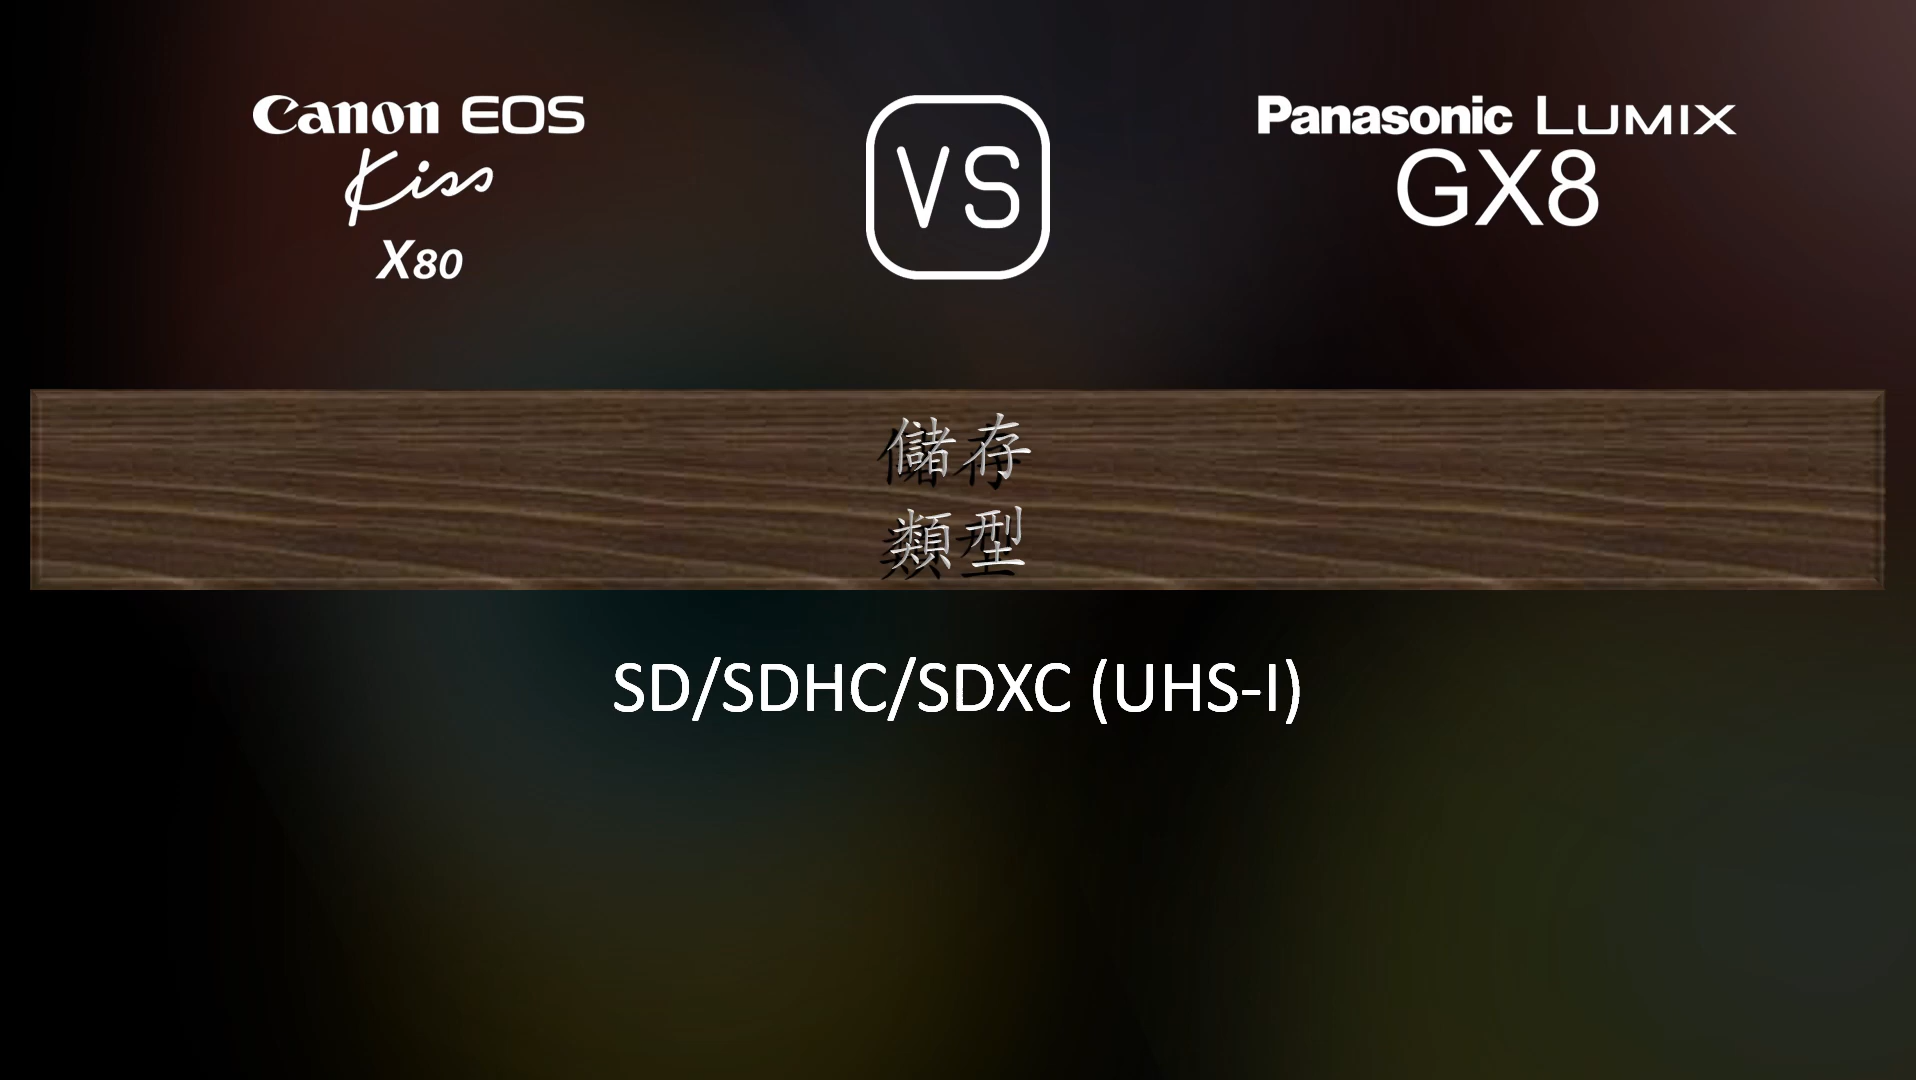 Canon EOS
Kiss
X80
VS
Panasonic LUMIX
GX8
儲存
類型
SD/SDHC/SDXC (UHS-I)